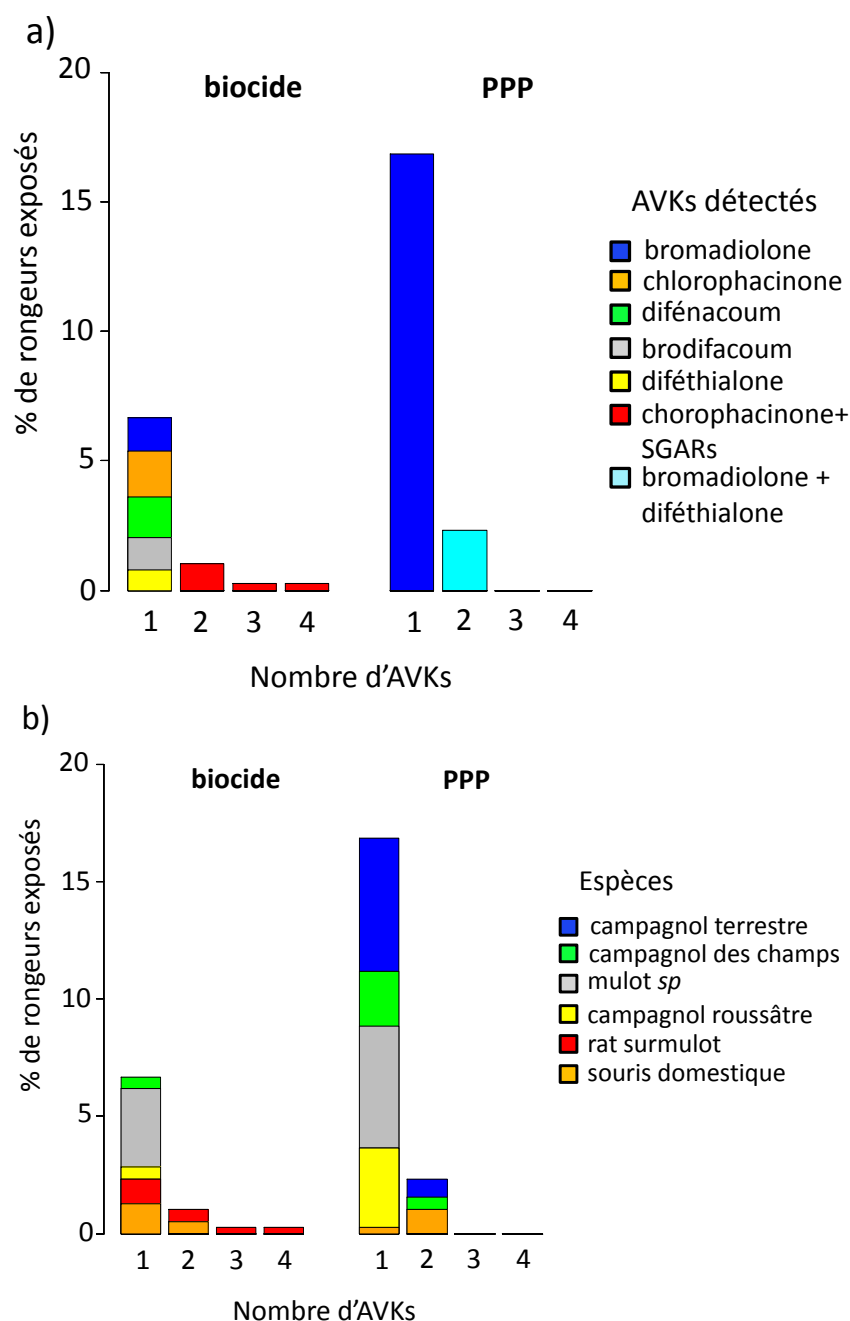 a)
20
15
10
5
0
% de rongeurs exposés
biocide
PPP
1 2 3 4
1 2 3 4
Nombre d'AVKs
AVKs détectés
bromadiolone
chlorophacinone
difénacoum
brodifacoum
diféthialone
chorophacinone+
SGARs
bromadiolone +
diféthialone
b)
20
15
10
5
0
% de rongeurs exposés
biocide
PPP
1 2 3 4
1 2 3 4
Nombre d'AVKs
Espèces
campagnol terrestre
campagnol des champs
mulot sp
campagnol roussâtre
rat surmulot
souris domestique